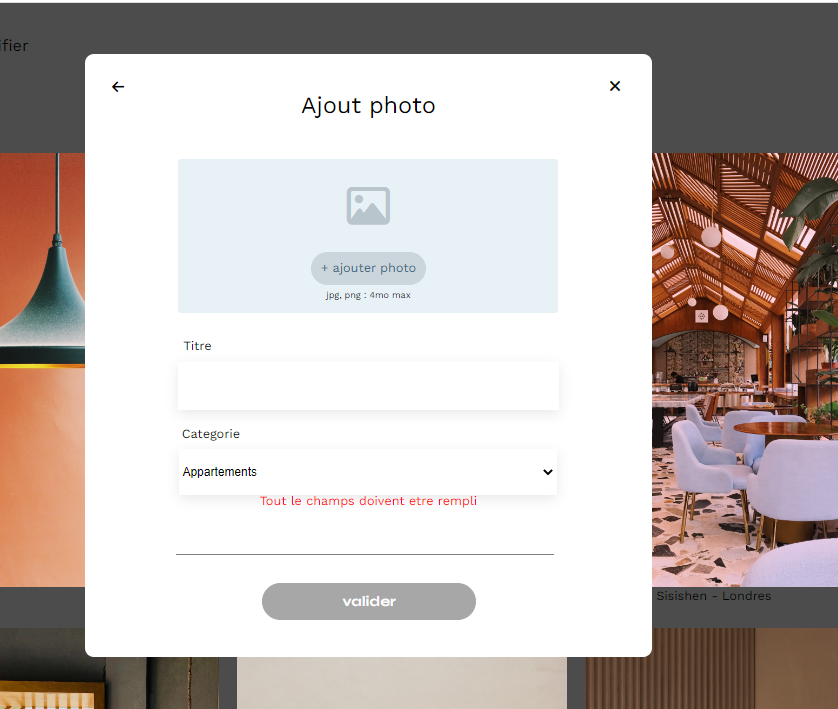 ifier
Ajout photo
+ ajouter photo
jpg, png : 4mo max
Titre
Categorie
Appartements
Tout le champs doivent etre rempli
valider
Sisishen - Londres